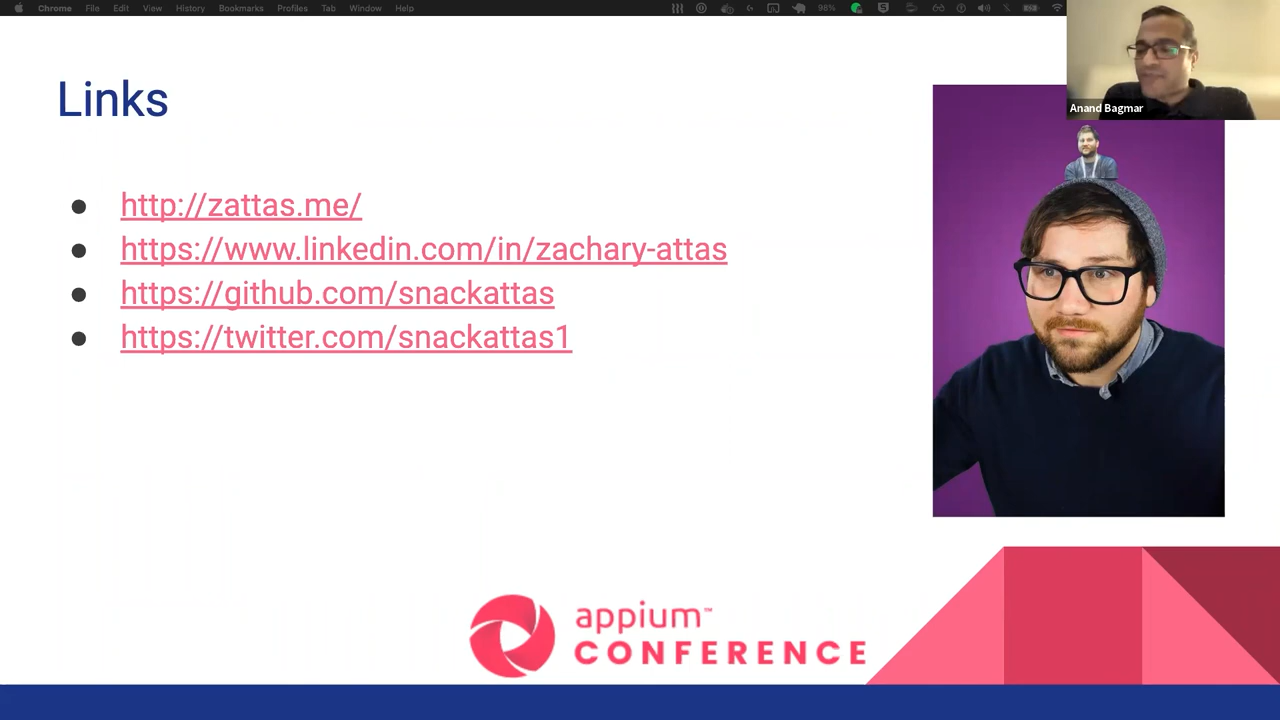 Chrome File Edit View History Bookmarks Profiles Tab Window Help 98%
Anand Bagmar
Links
http://zattas.me/
https://www.linkedin.com/in/zachary-attas
https://github.com/snackattas
https://twitter.com/snackattas1
appium™
CONFERENCE